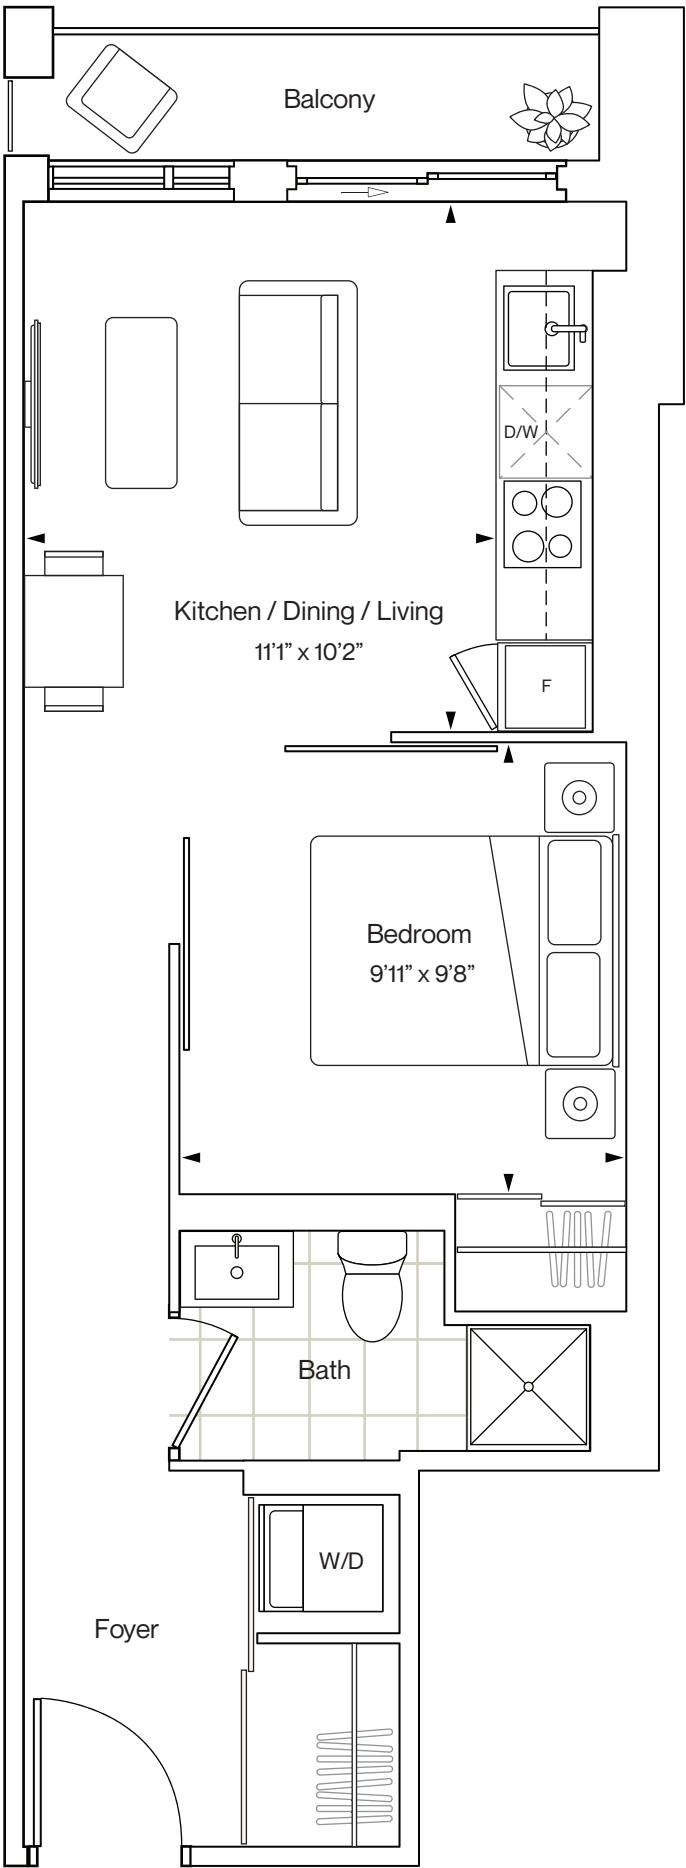 Balcony
D/W
Kitchen / Dining / Living
11'1" x 10'2"
F
Bedroom
9'11" x 9'8"
Bath
W/D
Foyer